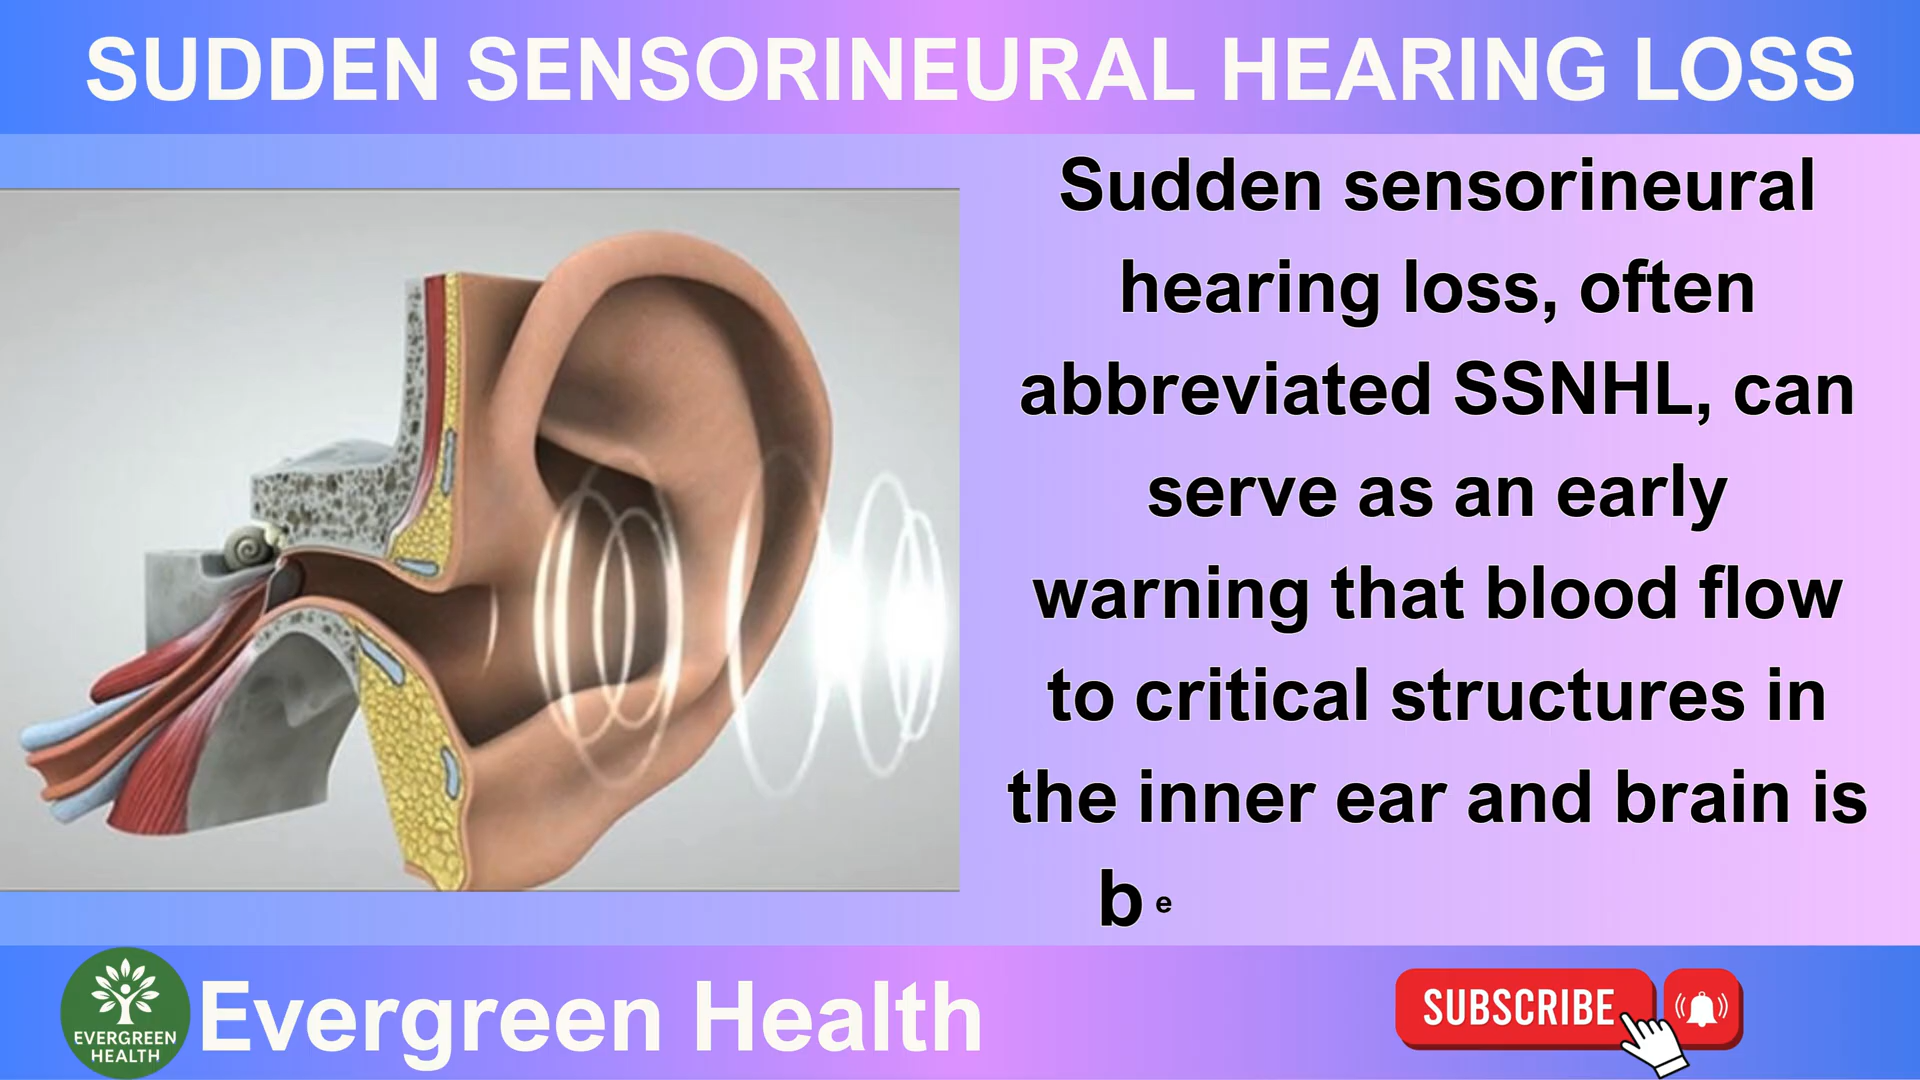 SUDDEN SENSORINEURAL HEARING LOSS
Sudden sensorineural
hearing loss, often
abbreviated SSNHL, can
serve as an early
warning that blood flow
to critical structures in
the inner ear and brain is
be
EVERGREEN
HEALTH
Evergreen Health
SUBSCRIBE